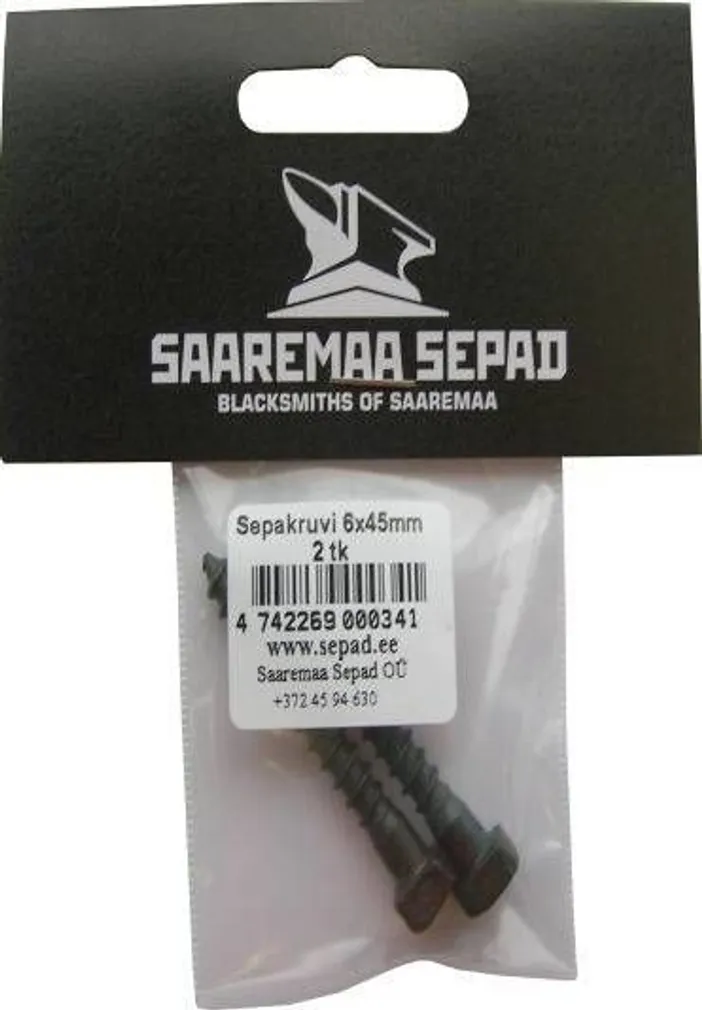 SAAREMAA SEPAD
BLACKSMITHS OF SAAREMAA
Sepakruvi 6x45mm
2 tk
4 742269 000341
www.sepad.ee
Saaremaa Sepad OÜ
+372 45 94 630